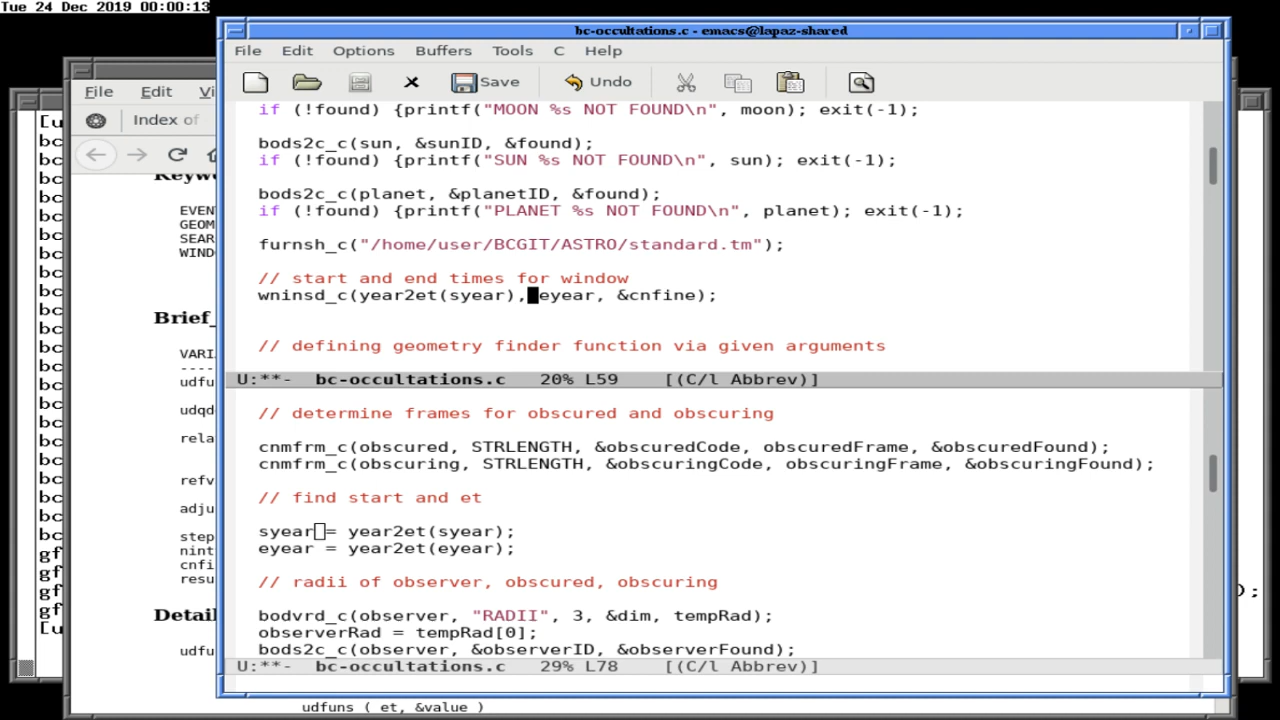 Tue 24 Dec 2019 00:00:13
bc-occultations.c - emacs@lapaz-shared
File Edit Options Buffers Tools C Help
Save Undo
if (!found) {printf("MOON %s NOT FOUND\n", moon); exit(-1);
bods2c_c(sun, &sunID, &found);
if (!found) {printf("SUN %s NOT FOUND\n", sun); exit(-1);
bods2c_c(planet, &planetID, &found);
if (!found) {printf("PLANET %s NOT FOUND\n", planet); exit(-1);
furnsh_c("/home/user/BCGIT/ASTRO/standard.tm");
// start and end times for window
wninsd_c(year2et(syear), eyear, &cnfine);
// defining geometry finder function via given arguments
U:**- bc-occultations.c 20% L59 [(C/l Abbrev)]
// determine frames for obscured and obscuring
cnmfrm_c(obscured, STRLENGTH, &obscuredCode, obscuredFrame, &obscuredFound);
cnmfrm_c(obscuring, STRLENGTH, &obscuringCode, obscuringFrame, &obscuringFound);
// find start and et
syear = year2et(syear);
eyear = year2et(eyear);
// radii of observer, obscured, obscuring
bodvrd_c(observer, "RADII", 3, &dim, tempRad);
observerRad = tempRad[0];
bods2c_c(observer, &observerID, &observerFound);
U:**- bc-occultations.c 29% L78 [(C/l Abbrev)]
File Edit
Index of
Brief_
udfuns ( et, &value )